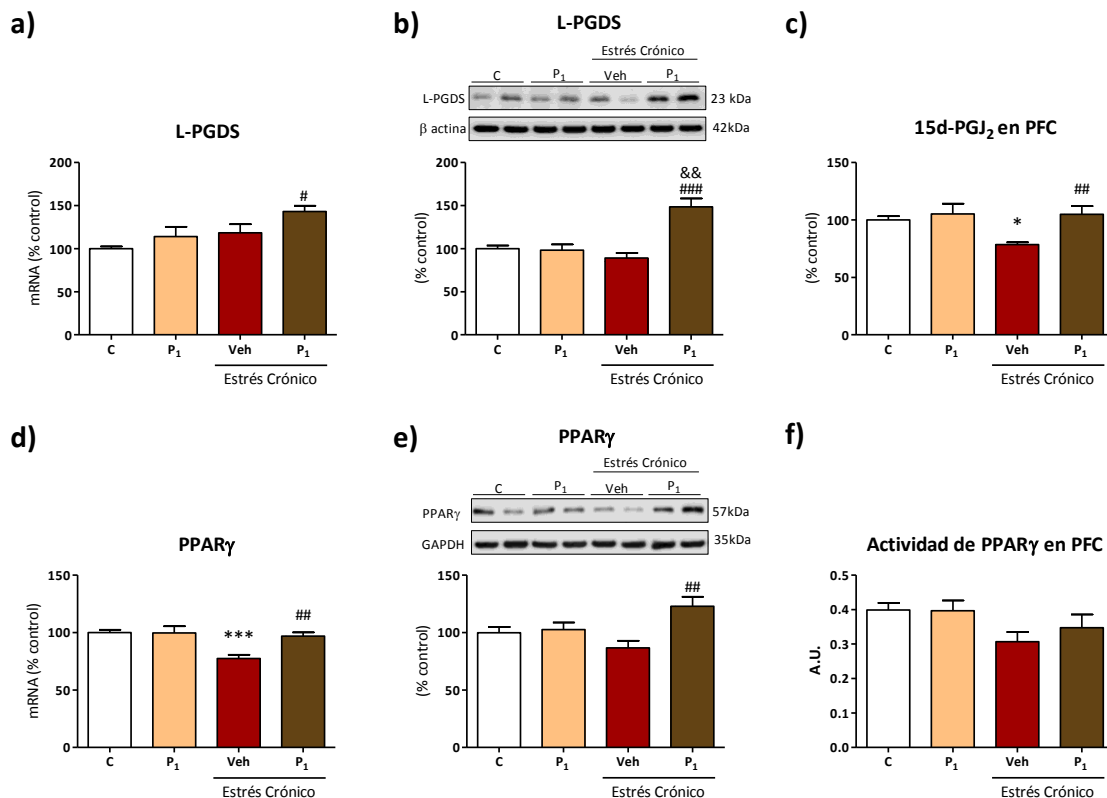 a)
L-PGDS
mRNA (% control)
200
150
100
50
0
#
C P₁ Veh P₁
Estrés Crónico
b)
L-PGDS
Estrés Crónico
C P₁ Veh P₁
L-PGDS 23 kDa
β actina 42kDa
(% control)
200
150
100
50
0
&&
###
C P₁ Veh P₁
Estrés Crónico
c)
15d-PGJ₂ en PFC
(% control)
150
100
50
0
*
##
C P₁ Veh P₁
Estrés Crónico
d)
PPARγ
mRNA (% control)
150
100
50
0
***
##
C P₁ Veh P₁
Estrés Crónico
e)
PPARγ
Estrés Crónico
C P₁ Veh P₁
PPARγ 57kDa
GAPDH 35kDa
(% control)
150
100
50
0
##
C P₁ Veh P₁
Estrés Crónico
f)
Actividad de PPARγ en PFC
A.U.
0.5
0.4
0.3
0.2
0.1
0.0
C P₁ Veh P₁
Estrés Crónico